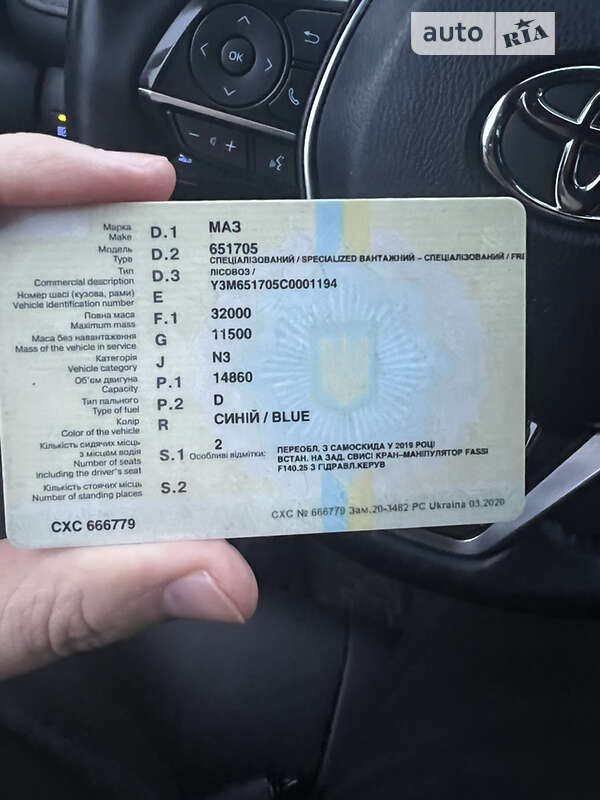 auto RIA
OK
Марка D.1 МАЗ
Make
Модель D.2 651705
Type СПЕЦІАЛІЗОВАНИЙ / SPECIALIZED ВАНТАЖНИЙ – СПЕЦІАЛІЗОВАНИЙ / FRE
Тип D.3 ЛІСОВОЗ /
Commercial description Y3M651705C0001194
Номер шасі (кузова, рами) E
Vehicle identification number
Повна маса F.1 32000
Maximum mass
Маса без навантаження G 11500
Mass of the vehicle in service
Категорія J N3
Vehicle category
Об'єм двигуна P.1 14860
Capacity
Тип пального P.2 D
Type of fuel
Колір R СИНІЙ / BLUE
Color of the vehicle
Кількість сидячих місць 2
з місцем водія S.1 Особливі відмітки: ПЕРЕОБЛ. З САМОСКИДА У 2019 РОЦІ
Number of seats ВСТАН. НА ЗАД. СВИСІ КРАН–МАНІПУЛЯТОР FASSI
including the driver's seat F140.25 З ГІДРАВЛ.КЕРУВ
Кількість стоячих місць S.2
Number of standing places
СХС 666779 СХС № 666779 Зам.20-3482 РС Ukraina 03.2020